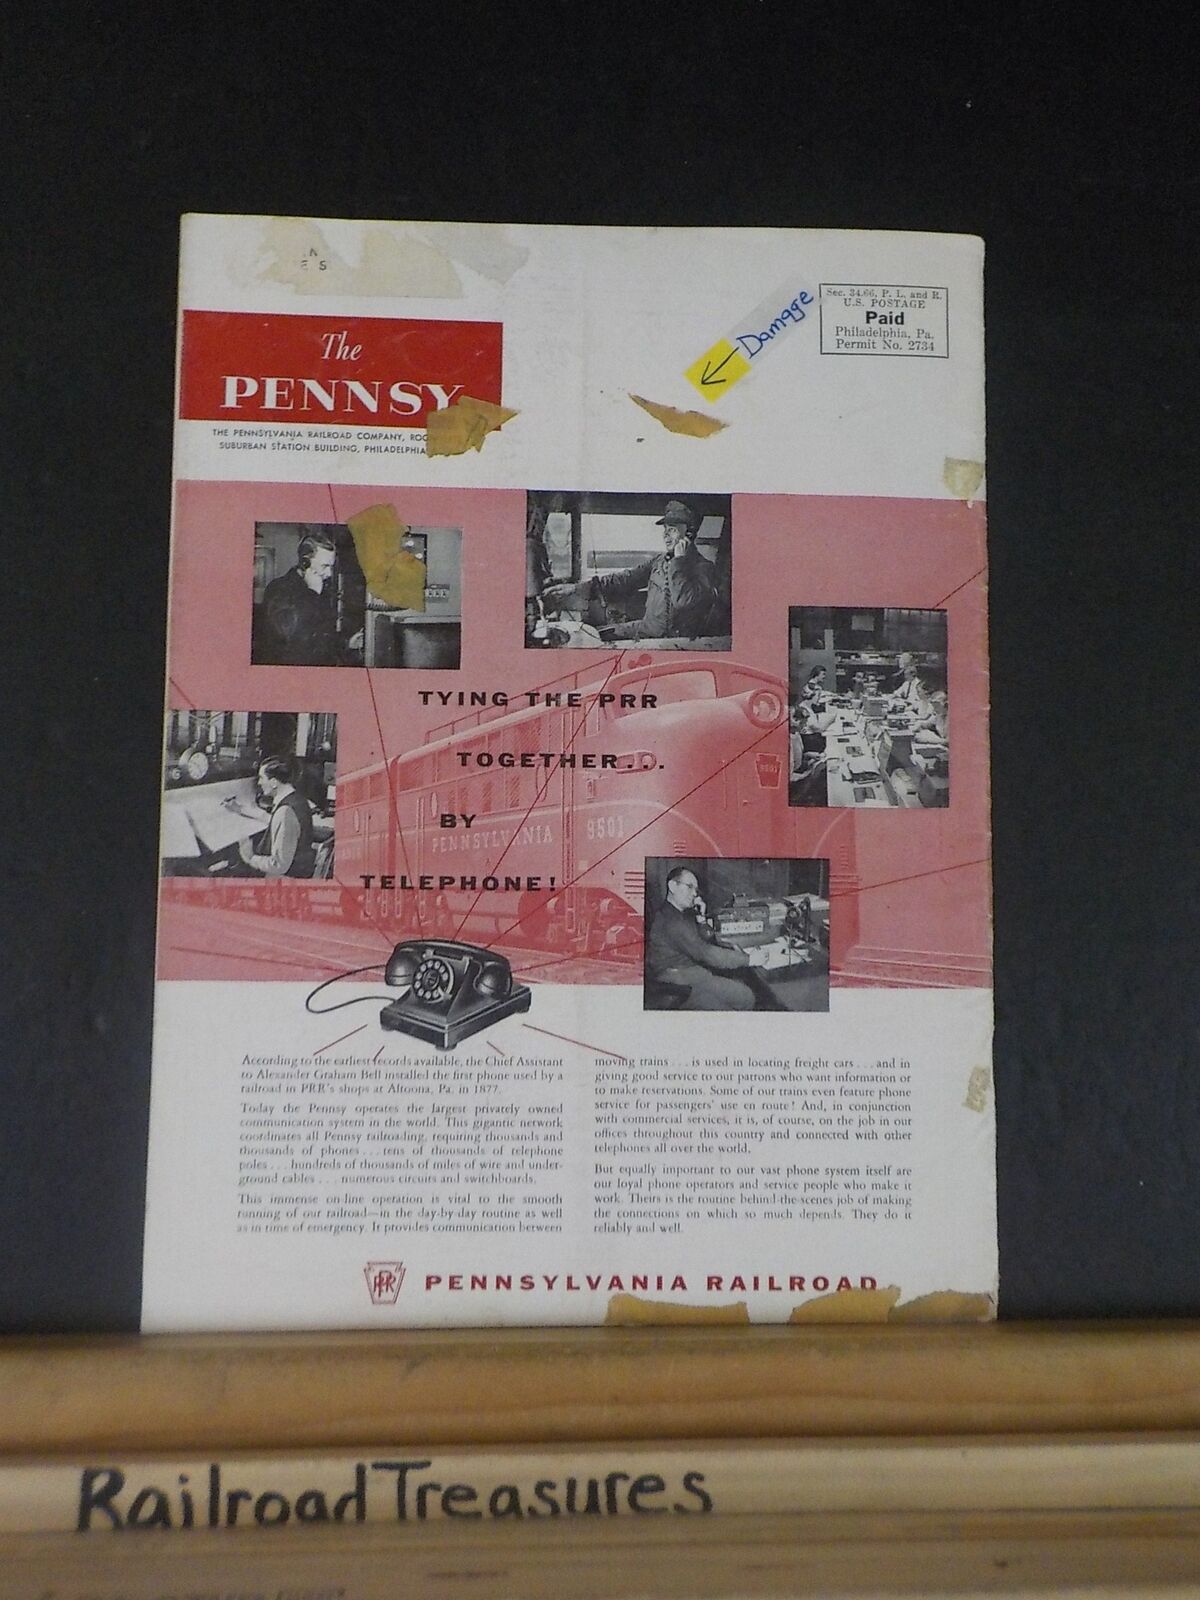 N
E S
Sec. 34.66, P. L. and R.
U.S. POSTAGE
Paid
Philadelphia, Pa.
Permit No. 2734
Damage
The
PENNSY
THE PENNSYLVANIA RAILROAD COMPANY, ROO
SUBURBAN STATION BUILDING, PHILADELPHIA
TYING THE PRR
TOGETHER...
BY
TELEPHONE!
PENNSYLVANIA 9501
9501
According to the earliest records available, the Chief Assistant
to Alexander Graham Bell installed the first phone used by a
railroad in PRR's shops at Altoona, Pa. in 1877.
Today the Pennsy operates the largest privately owned
communication system in the world. This gigantic network
coordinates all Pennsy railroading, requiring thousands and
thousands of phones . . . tens of thousands of telephone
poles . . . hundreds of thousands of miles of wire and under-
ground cables . . . numerous circuits and switchboards.
This immense on-line operation is vital to the smooth
running of our railroad—in the day-by-day routine as well
as in time of emergency. It provides communication between
moving trains . . . is used in locating freight cars . . . and in
giving good service to our patrons who want information or
to make reservations. Some of our trains even feature phone
service for passengers' use en route! And, in conjunction
with commercial services, it is, of course, on the job in our
offices throughout this country and connected with other
telephones all over the world.
But equally important to our vast phone system itself are
our loyal phone operators and service people who make it
work. Theirs is the routine behind-the-scenes job of making
the connections on which so much depends. They do it
reliably and well.
PRR PENNSYLVANIA RAILROAD
Railroad Treasures